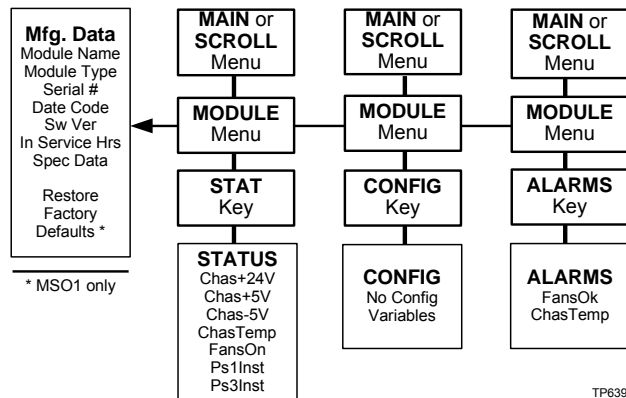 Mfg. Data
Module Name
Module Type
Serial #
Date Code
Sw Ver
In Service Hrs
Spec Data
Restore
Factory
Defaults *
* MSO1 only
MAIN or
SCROLL
Menu
MODULE
Menu
STAT
Key
STATUS
Chas+24V
Chas+5V
Chas-5V
ChasTemp
FansOn
Ps1Inst
Ps3Inst
MAIN or
SCROLL
Menu
MODULE
Menu
CONFIG
Key
CONFIG
No Config
Variables
MAIN or
SCROLL
Menu
MODULE
Menu
ALARMS
Key
ALARMS
FansOk
ChasTemp
TP639